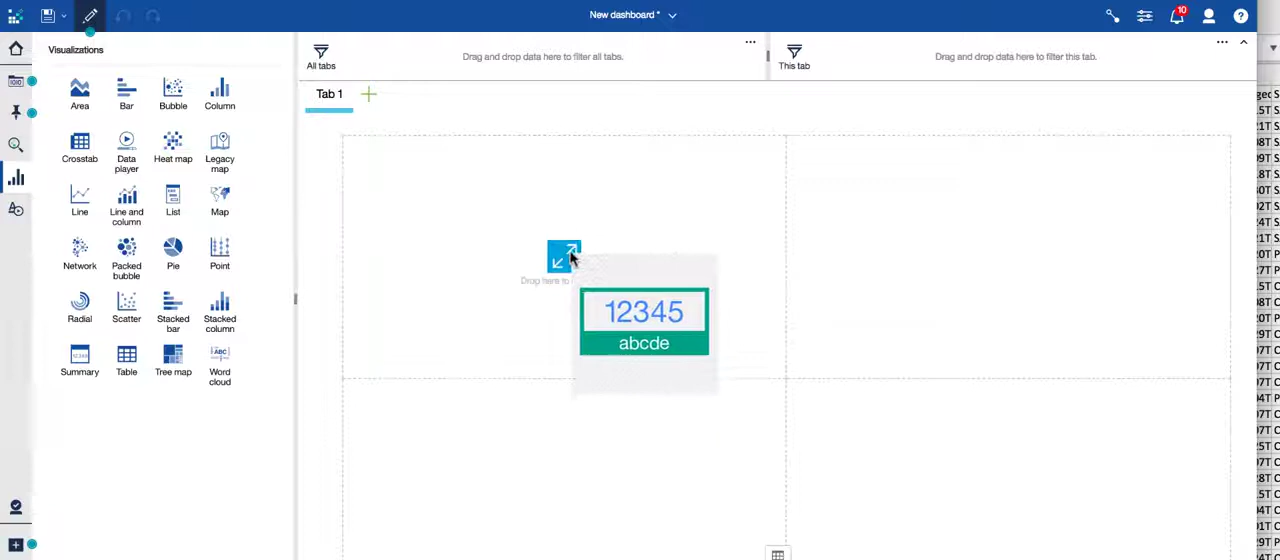 New dashboard *
10
Visualizations
All tabs
Drag and drop data here to filter all tabs.
This tab
Drag and drop data here to filter this tab.
Tab 1
Area
Bar
Bubble
Column
Crosstab
Data player
Heat map
Legacy map
Line
Line and column
List
Map
Network
Packed bubble
Pie
Point
Radial
Scatter
Stacked bar
Stacked column
Summary
Table
Tree map
Word cloud
Drop here to
12345
abcde